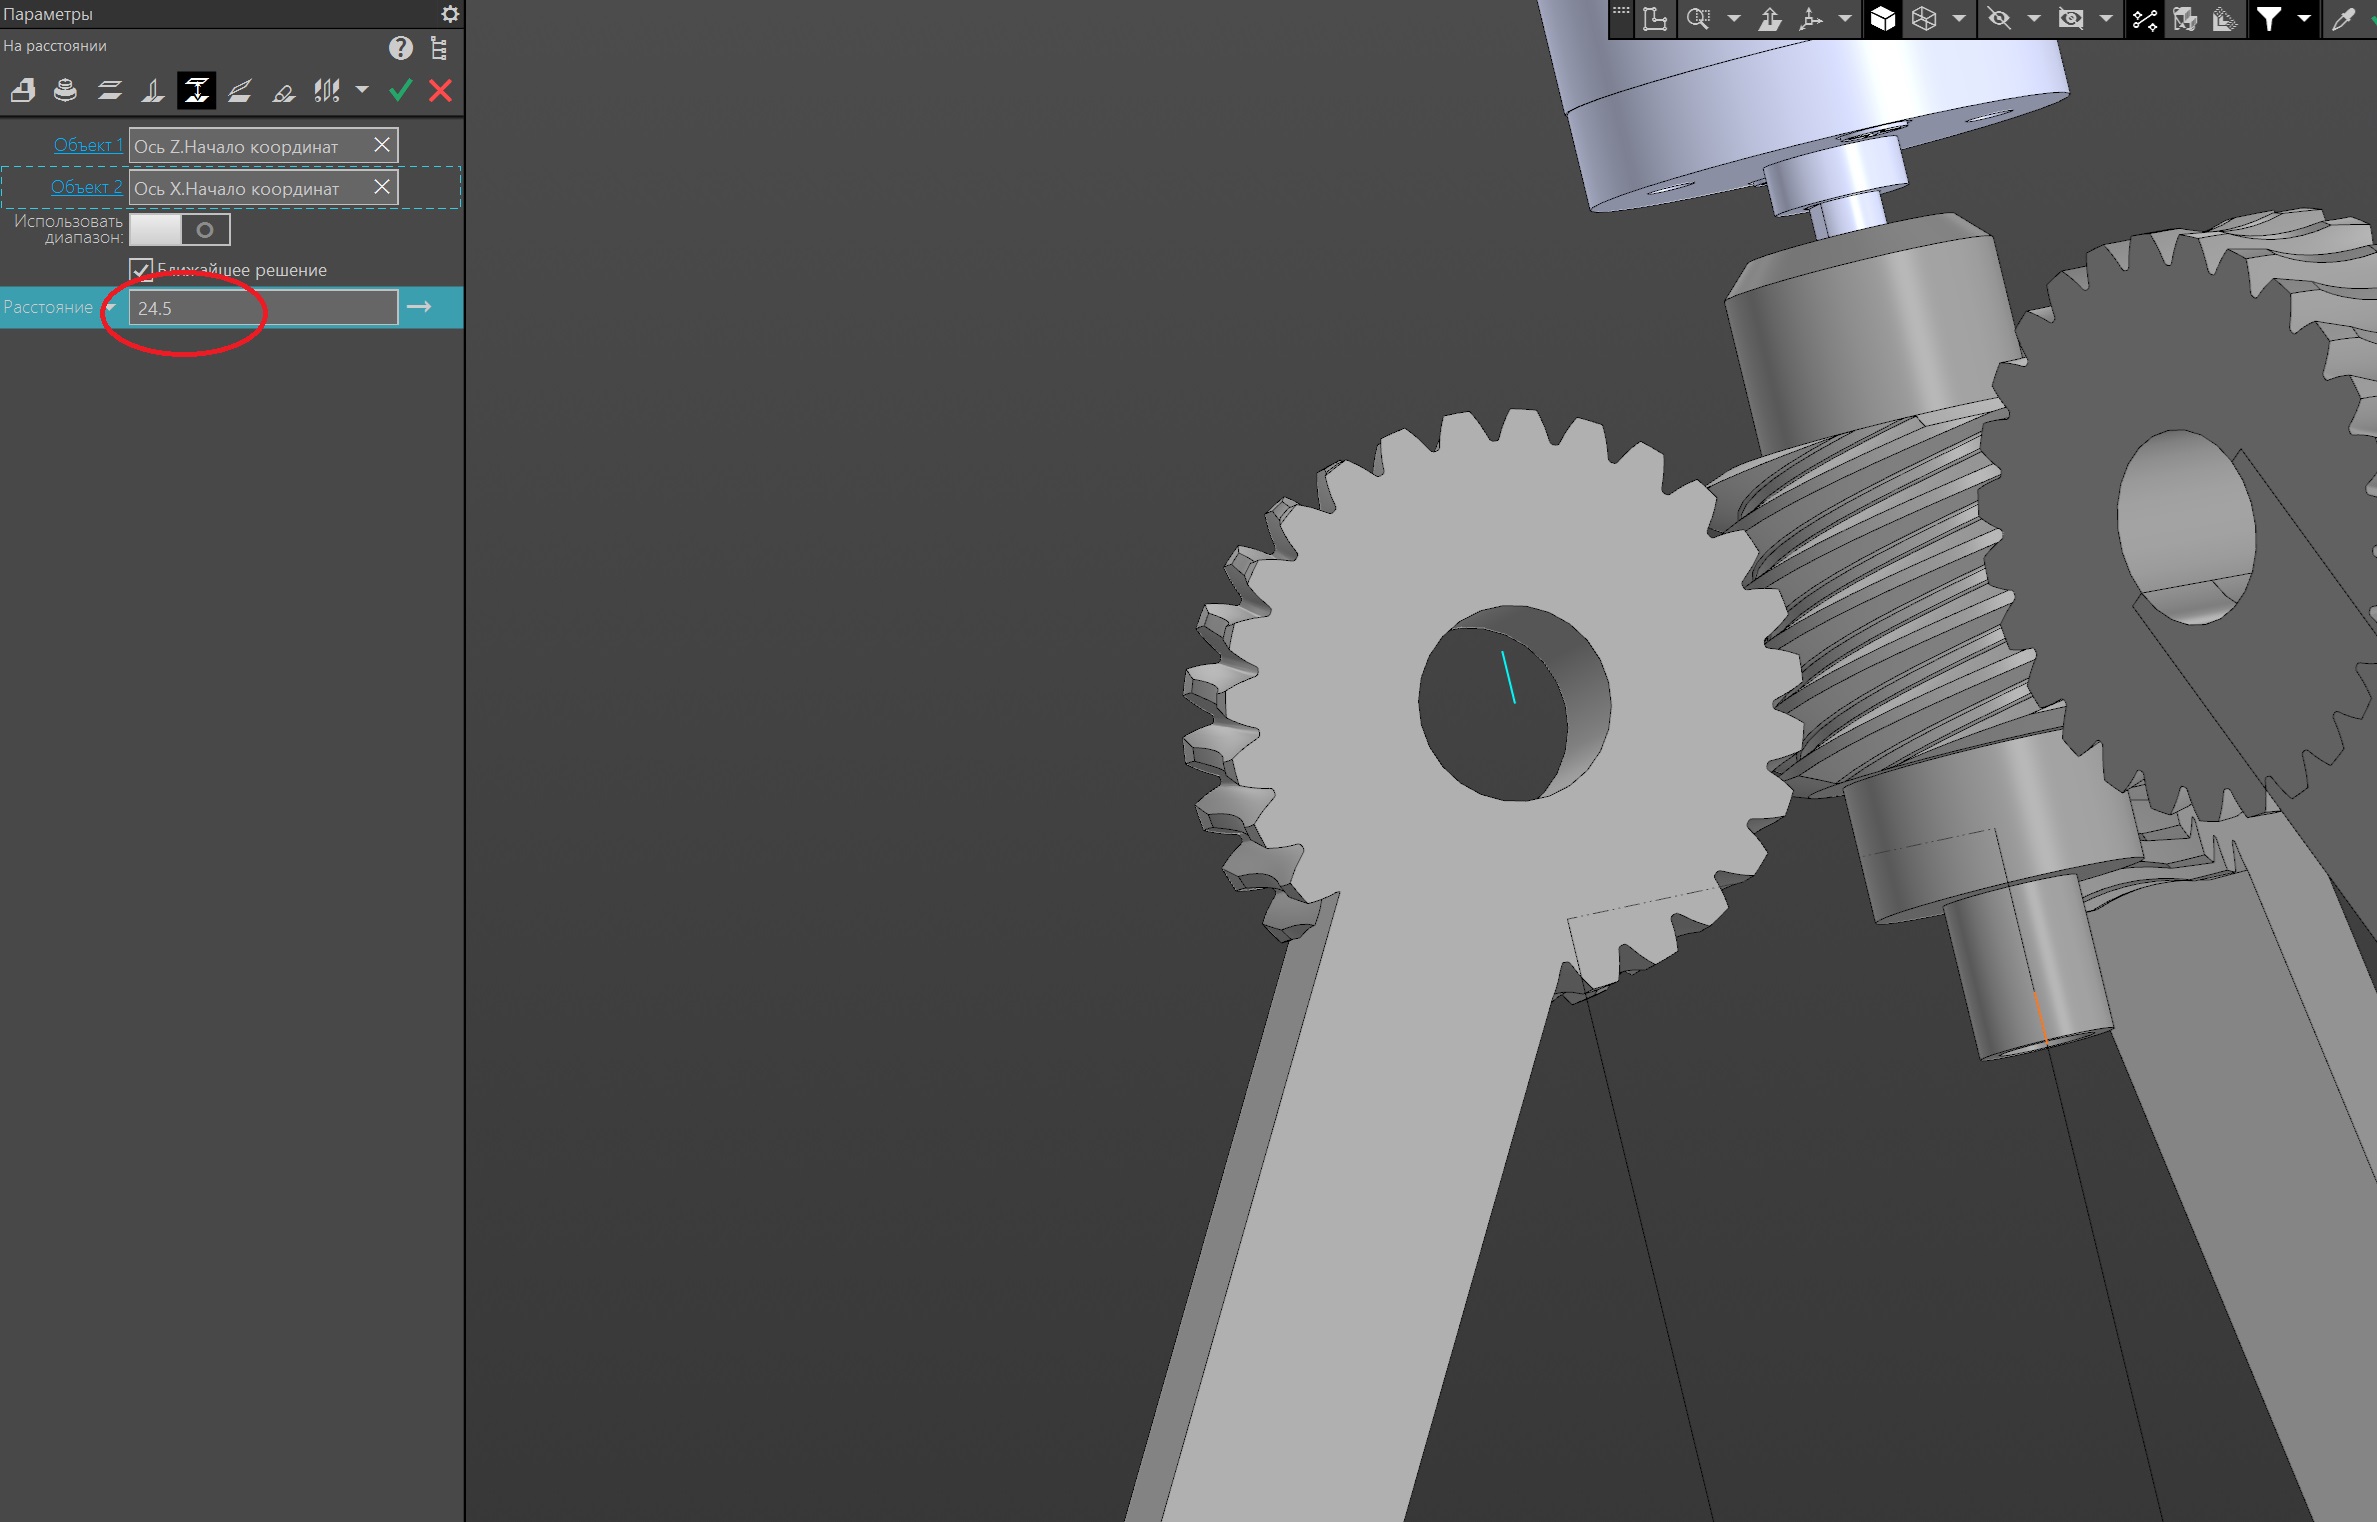 Параметры
На расстоянии
Объект 1 Ось Z.Начало координат
Объект 2 Ось X.Начало координат
Использовать
диапазон:
Ближайшее решение
Расстояние 24.5